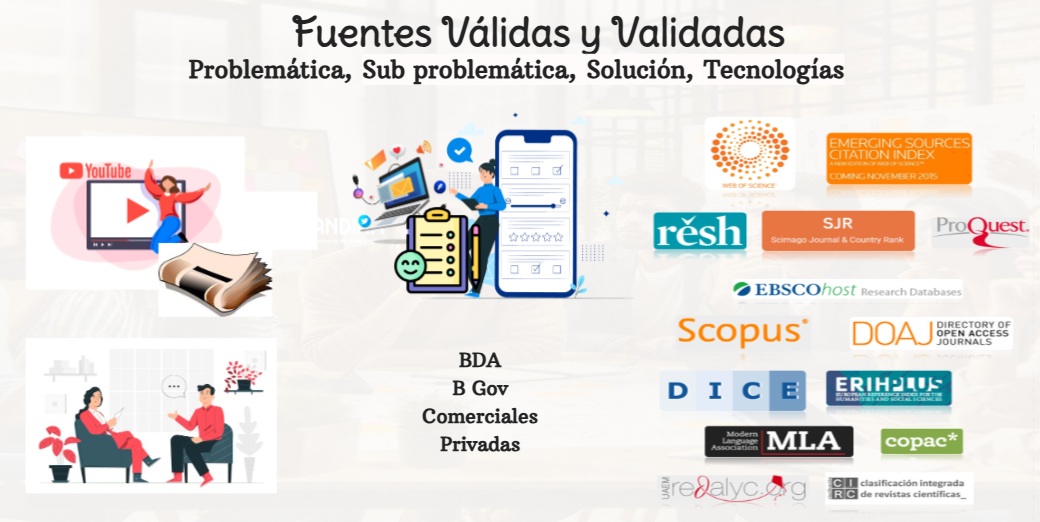 Fuentes Válidas y Validadas
Problemática, Sub problemática, Solución, Tecnologías
YouTube
BDA
B Gov
Comerciales
Privadas
WEB OF SCIENCE
EMERGING SOURCES
CITATION INDEX
A NEW EDITION OF WEB OF SCIENCE™
COMING NOVEMBER 2015
rěsh
SJR
Scimago Journal & Country Rank
ProQuest.
EBSCOhost Research Databases
Scopus®
DOAJ
DIRECTORY OF
OPEN ACCESS
JOURNALS
DICE
ERIHPLUS
EUROPEAN REFERENCE INDEX FOR THE
HUMANITIES AND SOCIAL SCIENCES
Modern
Language
Association
MLA
copac*
UAEM
redalyc.org
CI
RC
clasificación integrada
de revistas científicas_